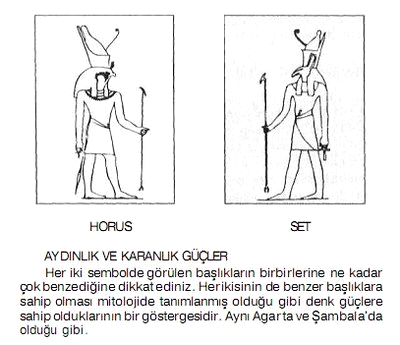 HORUS
SET
AYDINLIK VE KARANLIK GÜÇLER
Her iki sembolde görülen başlıkların birbirlerine ne kadar
çok benzediğine dikkat ediniz. Her ikisinin de benzer başlıklara
sahip olması mitolojide tanımlanmış olduğu gibi denk güçlere
sahip olduklarının bir göstergesidir. Aynı Agarta ve Şambala'da
olduğu gibi.